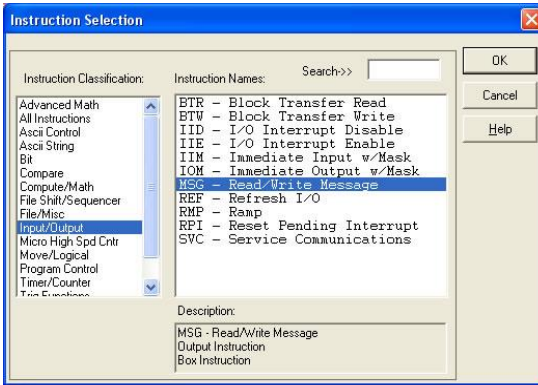 Instruction Selection
OK
Cancel
Help
Search->>
Instruction Classification:
Instruction Names:
Advanced Math
All Instructions
Ascii Control
Ascii String
Bit
Compare
Compute/Math
File Shift/Sequencer
File/Misc
Input/Output
Micro High Spd Cntr
Move/Logical
Program Control
Timer/Counter
Trig Functions
BTR - Block Transfer Read
BTW - Block Transfer Write
IID - I/O Interrupt Disable
IIE - I/O Interrupt Enable
IIM - Immediate Input w/Mask
IOM - Immediate Output w/Mask
MSG - Read/Write Message
REF - Refresh I/O
RMP - Ramp
RPI - Reset Pending Interrupt
SVC - Service Communications
Description:
MSG - Read/Write Message
Output Instruction
Box Instruction